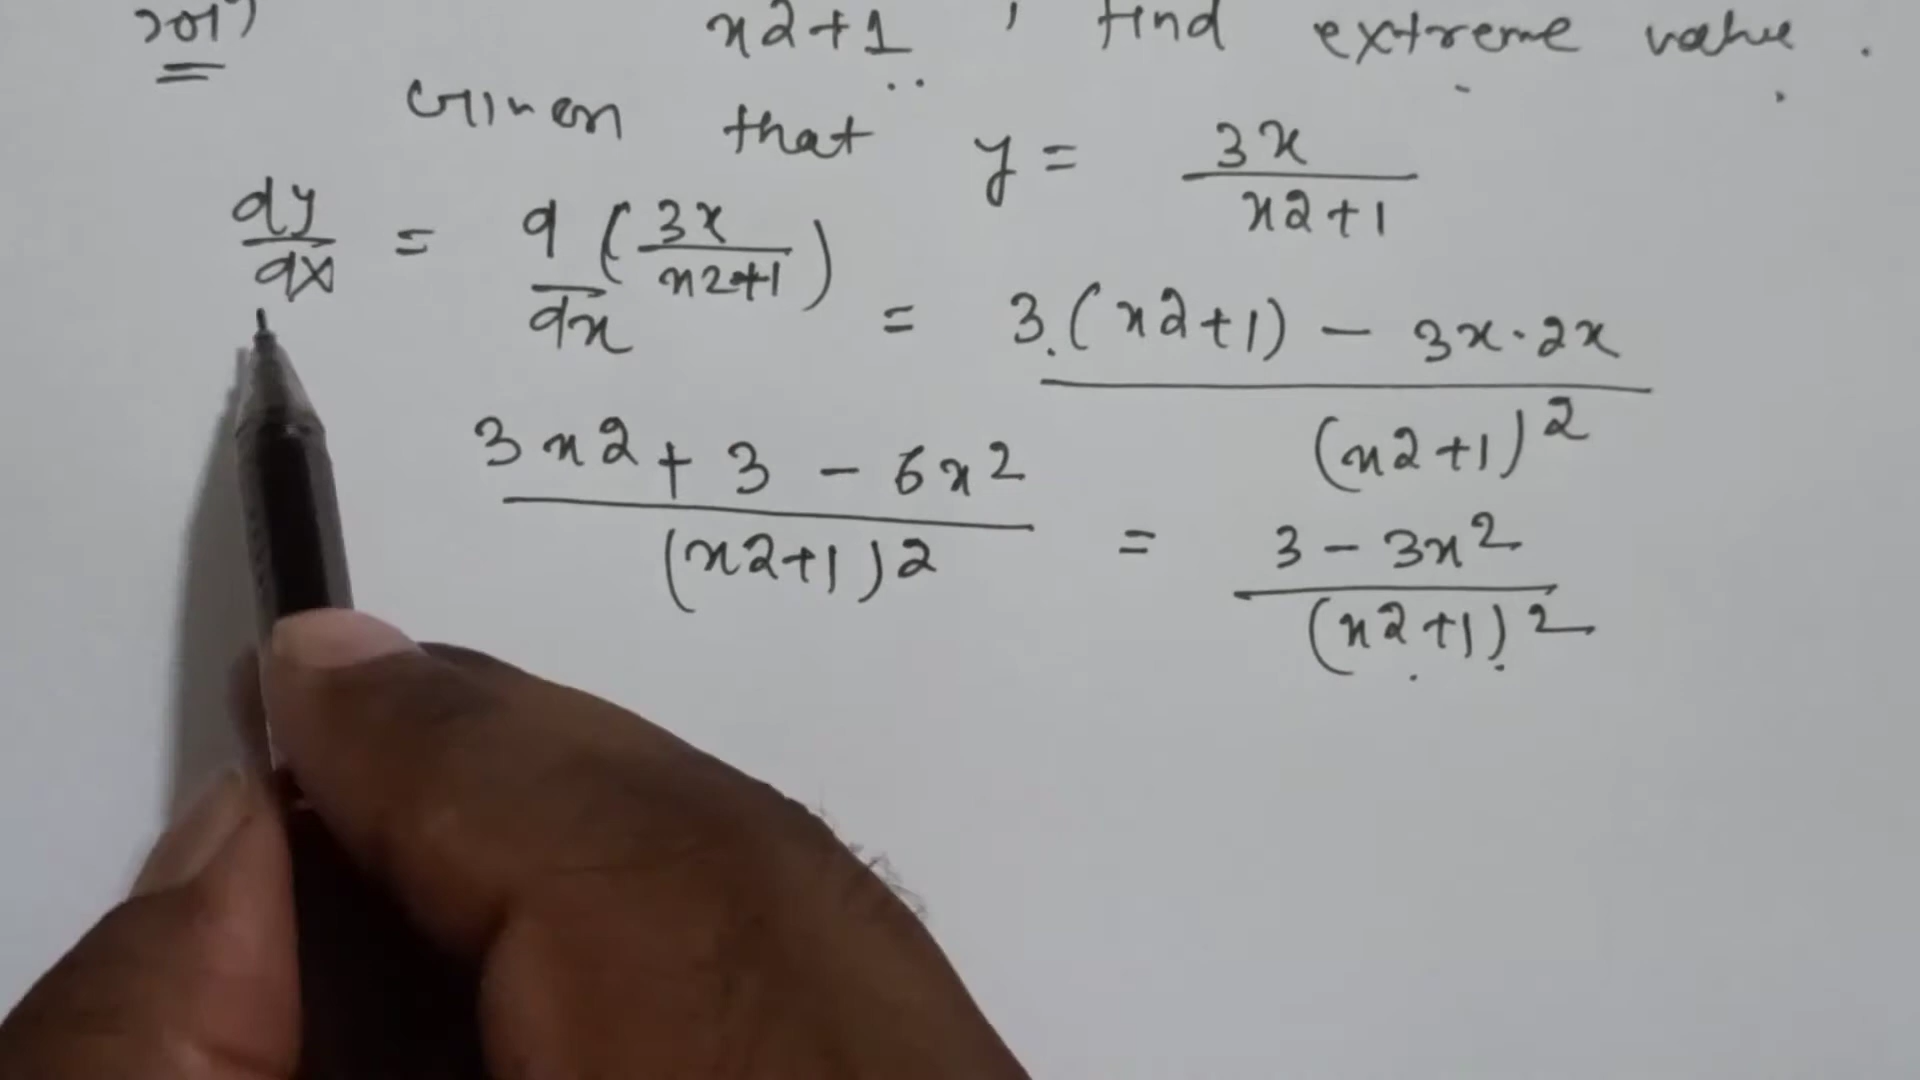 2017 x2+1 , find extreme value .
Given that y = 3x / x2+1
dy/dx = d/dx (3x / x2+1) = 3.(x2+1) - 3x.2x / (x2+1)2
3x2 + 3 - 6x2 / (x2+1)2 = 3 - 3x2 / (x2+1)2